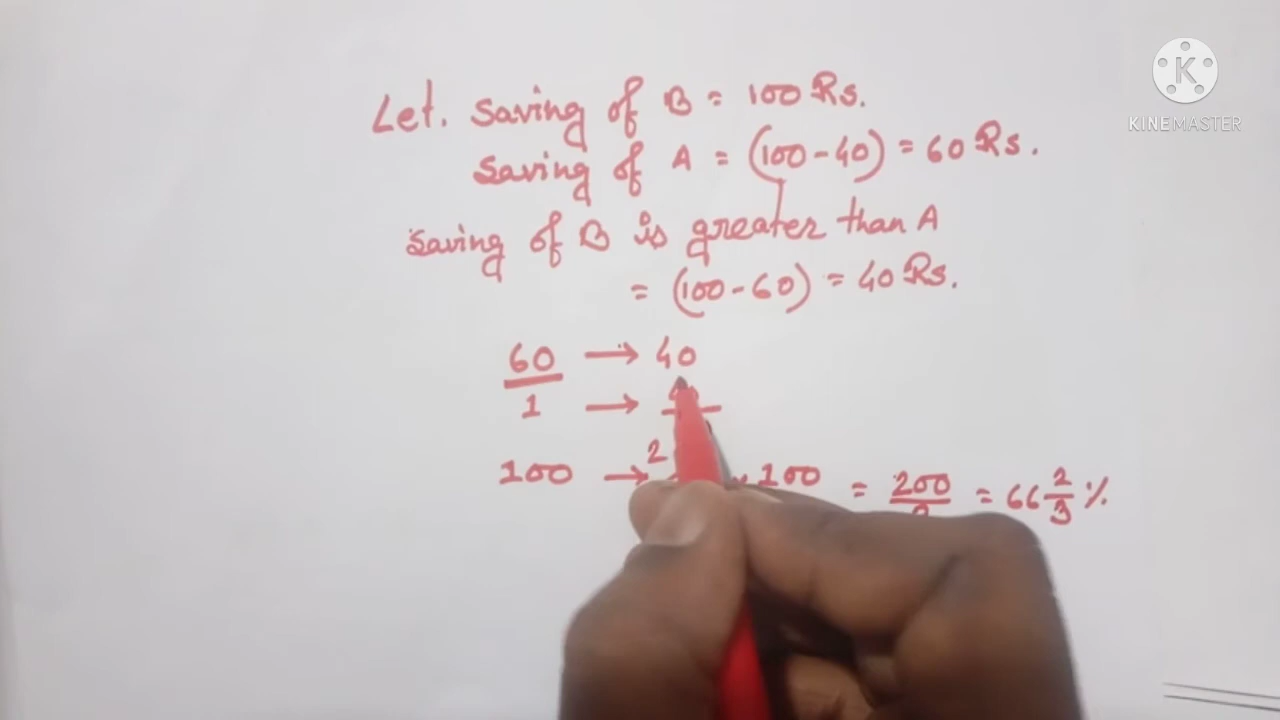 Let. Saving of B = 100 Rs.
Saving of A = (100 - 40) = 60 Rs.
Saving of B is greater than A
= (100 - 60) = 40 Rs.
60 → 40
1 →
100 → 2 100 = 200 = 66 2/3 %
K
KINEMASTER